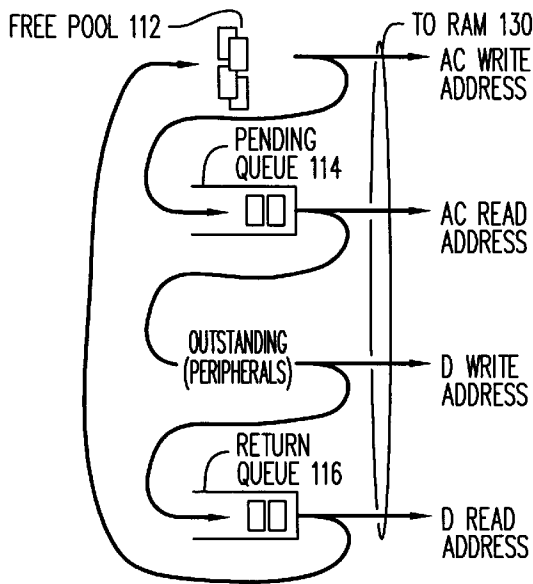 FREE POOL 112
TO RAM 130
AC WRITE
ADDRESS
PENDING
QUEUE 114
AC READ
ADDRESS
OUTSTANDING
(PERIPHERALS)
D WRITE
ADDRESS
RETURN
QUEUE 116
D READ
ADDRESS